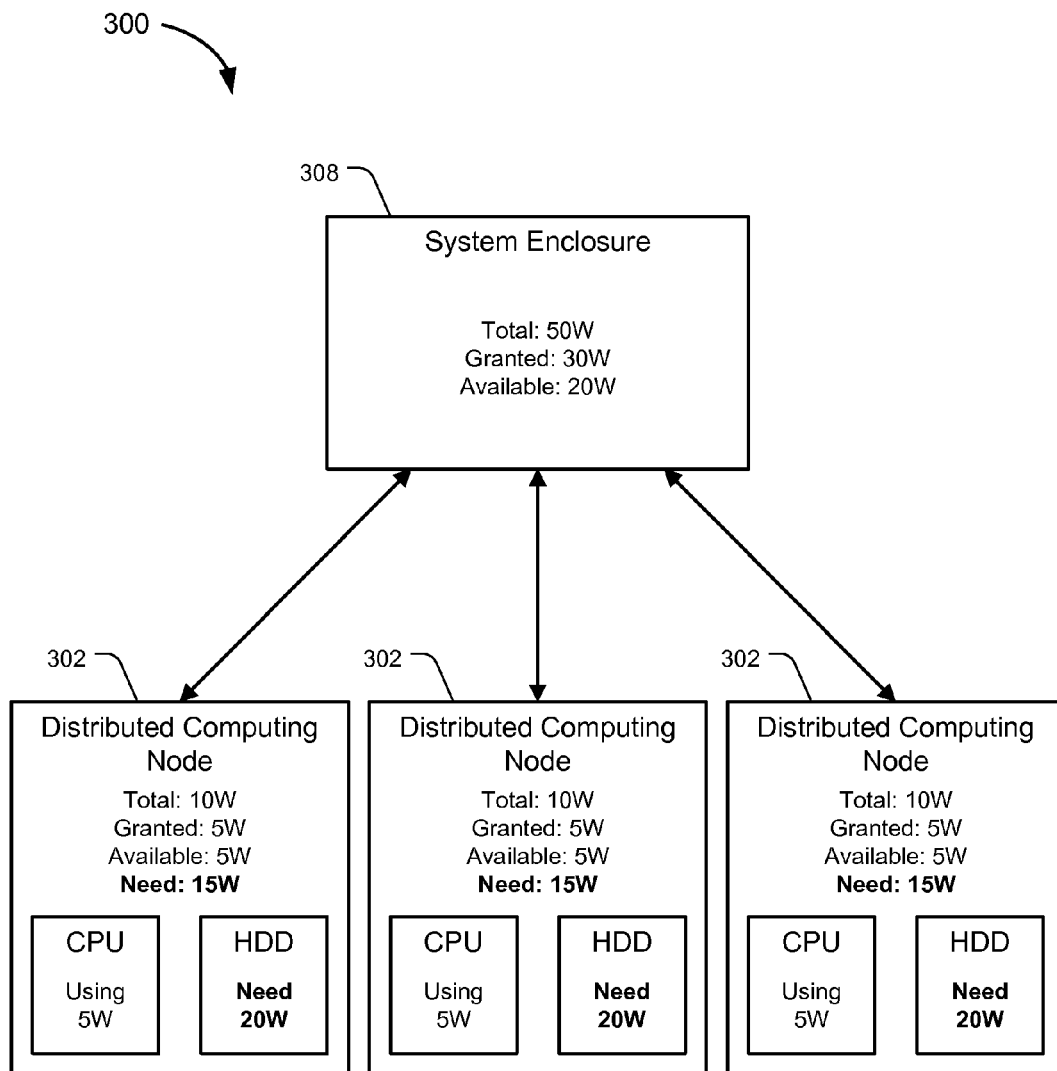 300
308
System Enclosure
Total: 50W
Granted: 30W
Available: 20W
302
Distributed Computing
Node
Total: 10W
Granted: 5W
Available: 5W
Need: 15W
CPU
Using
5W
HDD
Need
20W
302
Distributed Computing
Node
Total: 10W
Granted: 5W
Available: 5W
Need: 15W
CPU
Using
5W
HDD
Need
20W
302
Distributed Computing
Node
Total: 10W
Granted: 5W
Available: 5W
Need: 15W
CPU
Using
5W
HDD
Need
20W